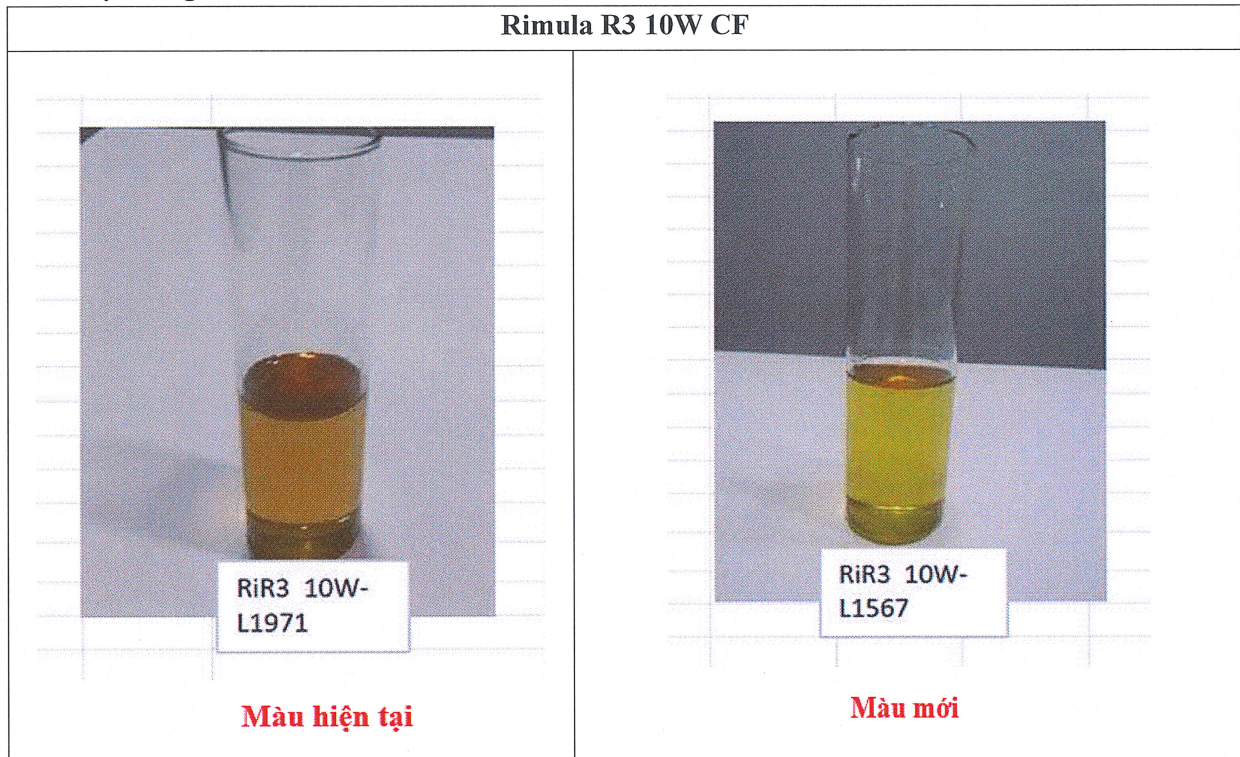 Rimula R3 10W CF
RiR3 10W-
L1971
RiR3 10W-
L1567
Màu hiện tại
Màu mới